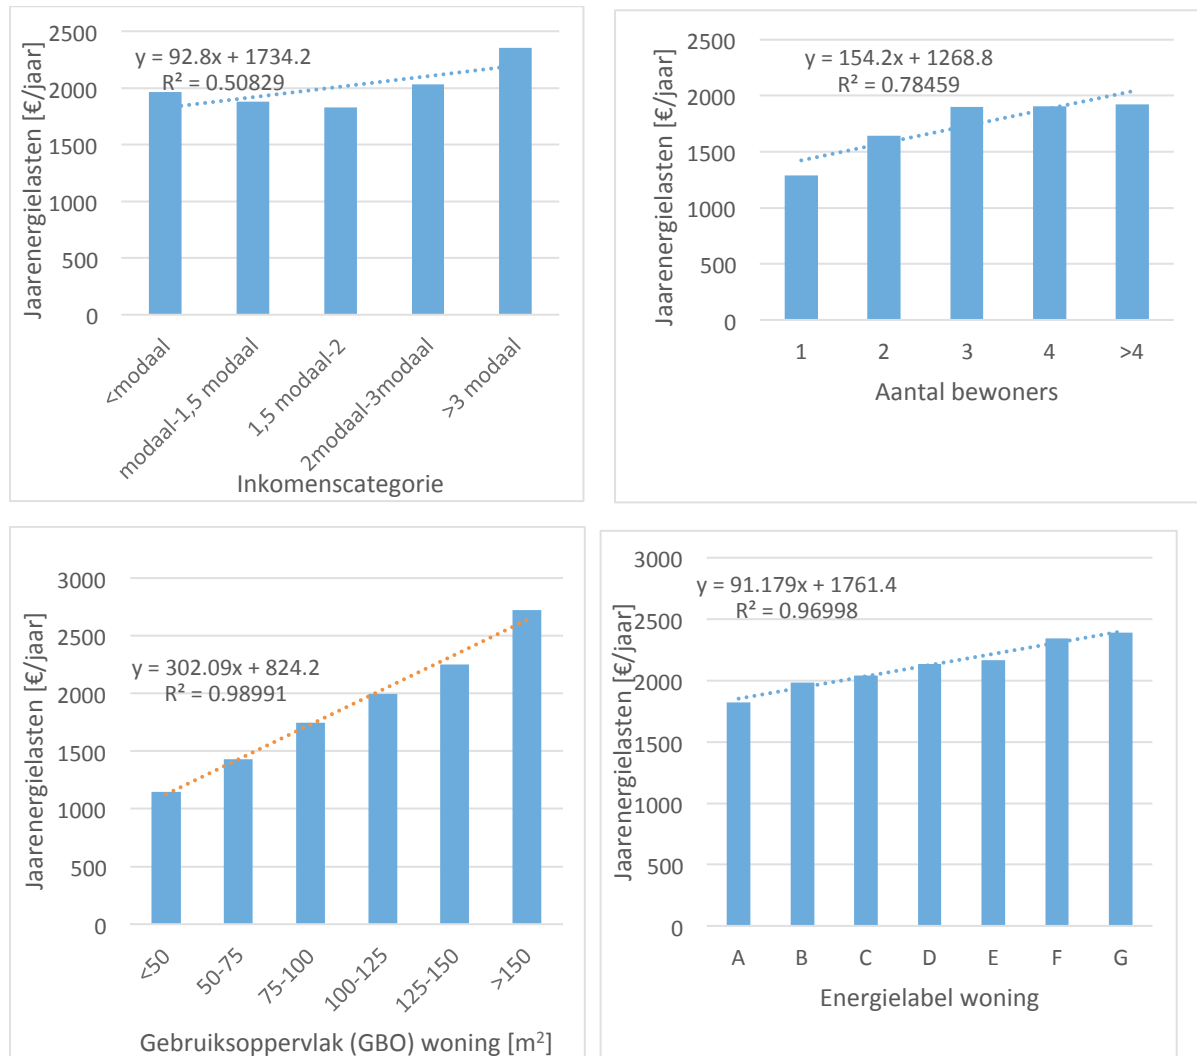 Jaarenergielasten [€/jaar]
2500
2000
1500
1000
500
0
y = 92.8x + 1734.2
R² = 0.50829
<modaal
modaal-1,5 modaal
1,5 modaal-2
2modaal-3modaal
>3 modaal
Inkomenscategorie
Jaarenergielasten [€/jaar]
2500
2000
1500
1000
500
0
y = 154.2x + 1268.8
R² = 0.78459
1 2 3 4 >4
Aantal bewoners
Jaarenergielasten [€/jaar]
3000
2500
2000
1500
1000
500
0
y = 302.09x + 824.2
R² = 0.98991
<50
50-75
75-100
100-125
125-150
>150
Gebruiksoppervlak (GBO) woning [m²]
Jaarenergielasten [€/jaar]
3000
2500
2000
1500
1000
500
0
y = 91.179x + 1761.4
R² = 0.96998
A B C D E F G
Energielabel woning